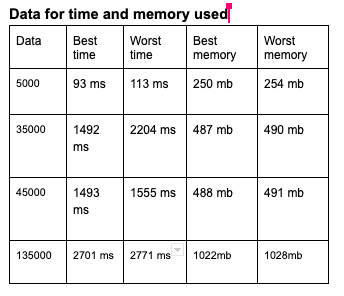 Data for time and memory used
Data Best Worst Best Worst
time time memory memory
5000 93 ms 113 ms 250 mb 254 mb
35000 1492 2204 ms 487 mb 490 mb
ms
45000 1493 1555 ms 488 mb 491 mb
ms
135000 2701 ms 2771 ms 1022mb 1028mb